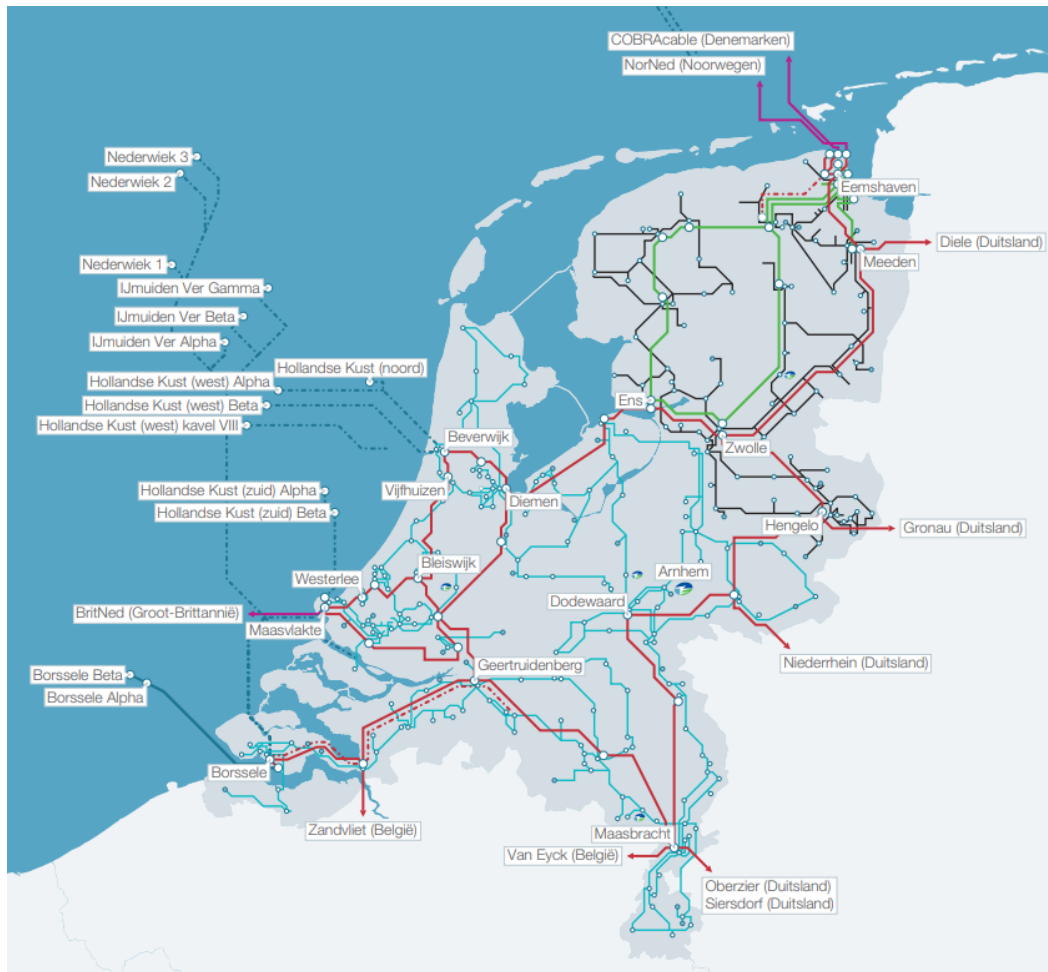 COBRAcable (Denemarken)
NorNed (Noorwegen)
Nederwiek 3
Nederwiek 2
Eemshaven
Diele (Duitsland)
Meeden
Nederwiek 1
IJmuiden Ver Gamma
IJmuiden Ver Beta
IJmuiden Ver Alpha
Hollandse Kust (noord)
Hollandse Kust (west) Alpha
Hollandse Kust (west) Beta
Hollandse Kust (west) kavel VIII
Ens
Beverwijk
Zwolle
Vijfhuizen
Hollandse Kust (zuid) Alpha
Hollandse Kust (zuid) Beta
Diemen
Hengelo
Gronau (Duitsland)
Bleiswijk
Westerlee
Arnhem
Dodewaard
BritNed (Groot-Brittannië)
Maasvlakte
Geertruidenberg
Niederrhein (Duitsland)
Borssele Beta
Borssele Alpha
Borssele
Zandvliet (België)
Maasbracht
Van Eyck (België)
Oberzier (Duitsland)
Siersdorf (Duitsland)